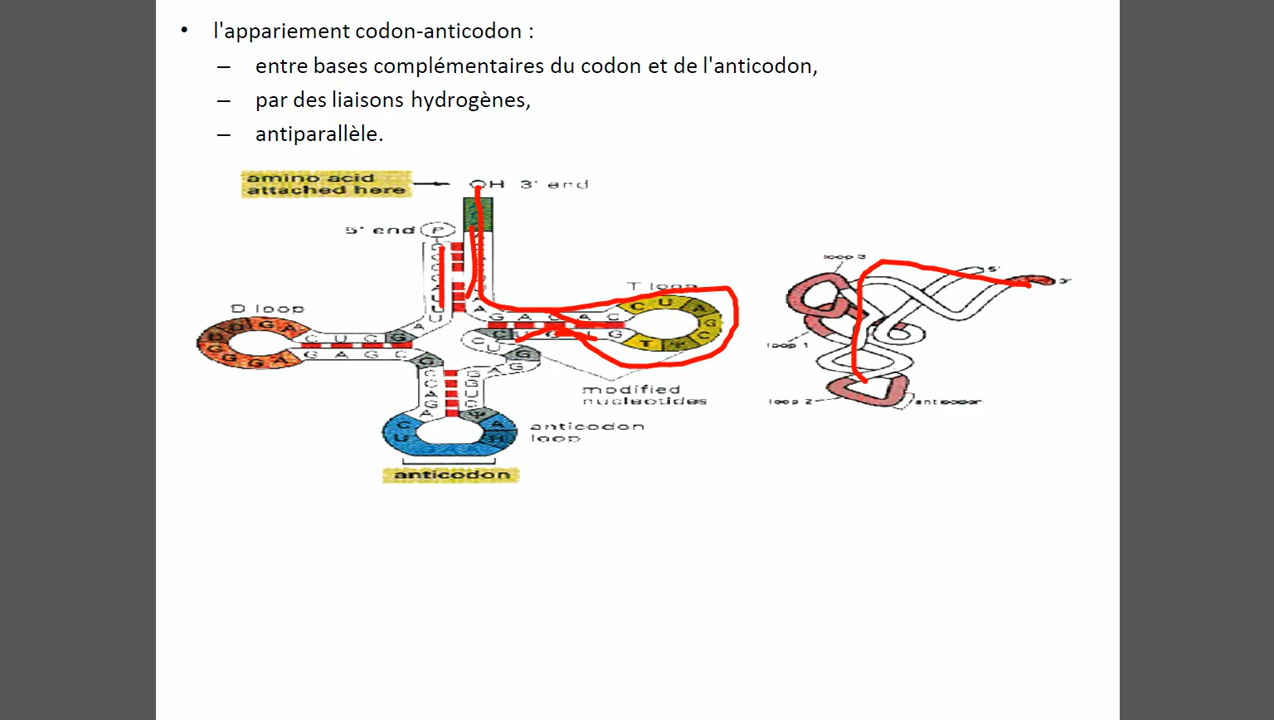 • l'appariement codon-anticodon :
– entre bases complémentaires du codon et de l'anticodon,
– par des liaisons hydrogènes,
– antiparallèle.
amino acid
attached here
OH 3' end
5' end P
T loop
D loop
modified
nucleotides
anticodon
loop
anticodon
loop 3
5'
3'
loop 1
loop 2
anticodon